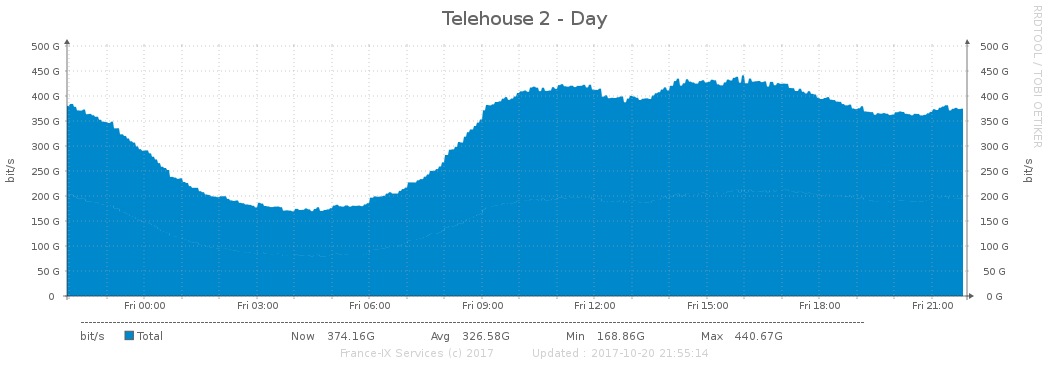 Telehouse 2 - Day
RRDTOOL / TOBI OETIKER
500 G 500 G
450 G 450 G
400 G 400 G
350 G 350 G
300 G 300 G
250 G 250 G
200 G 200 G
150 G 150 G
100 G 100 G
50 G 50 G
0 0 G
bit/s bit/s
Fri 00:00 Fri 03:00 Fri 06:00 Fri 09:00 Fri 12:00 Fri 15:00 Fri 18:00 Fri 21:00
bit/s Total Now 374.16G Avg 326.58G Min 168.86G Max 440.67G
France-IX Services (c) 2017 Updated : 2017-10-20 21:55:14